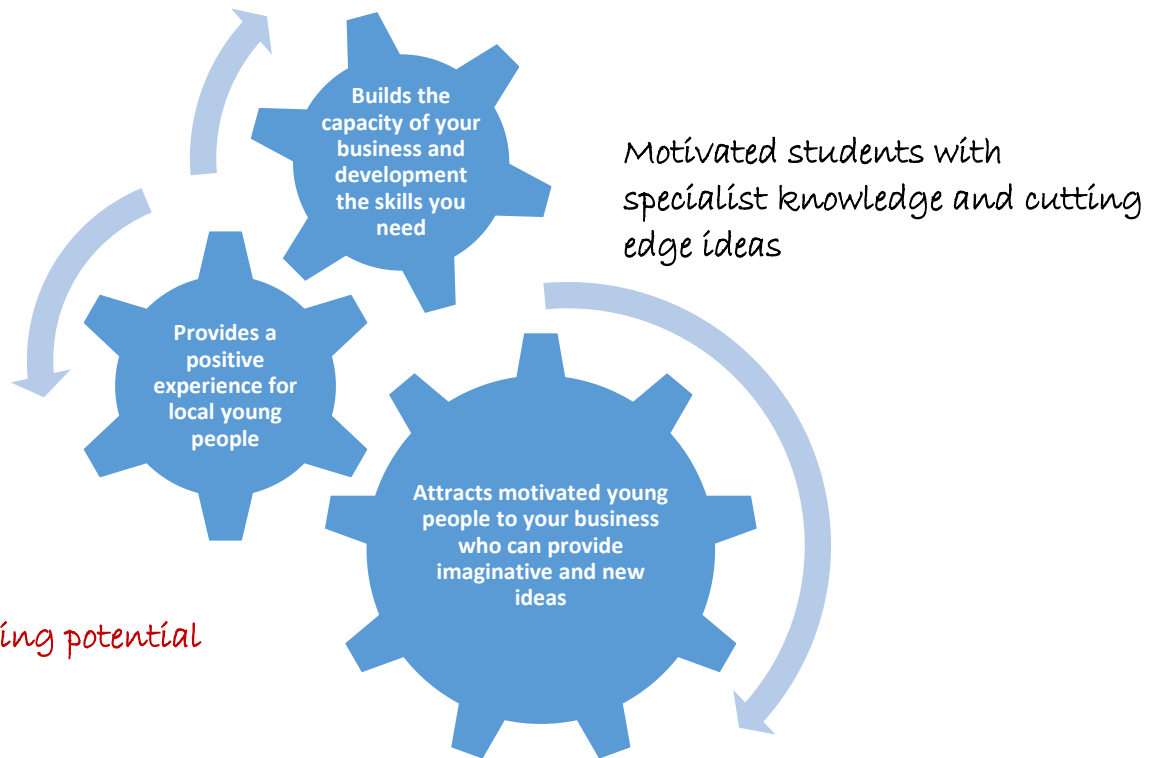 Builds the
capacity of your
business and
development
the skills you
need
Motivated students with
specialist knowledge and cutting
edge ideas
Provides a
positive
experience for
local young
people
Attracts motivated young
people to your business
who can provide
imaginative and new
ideas
potential